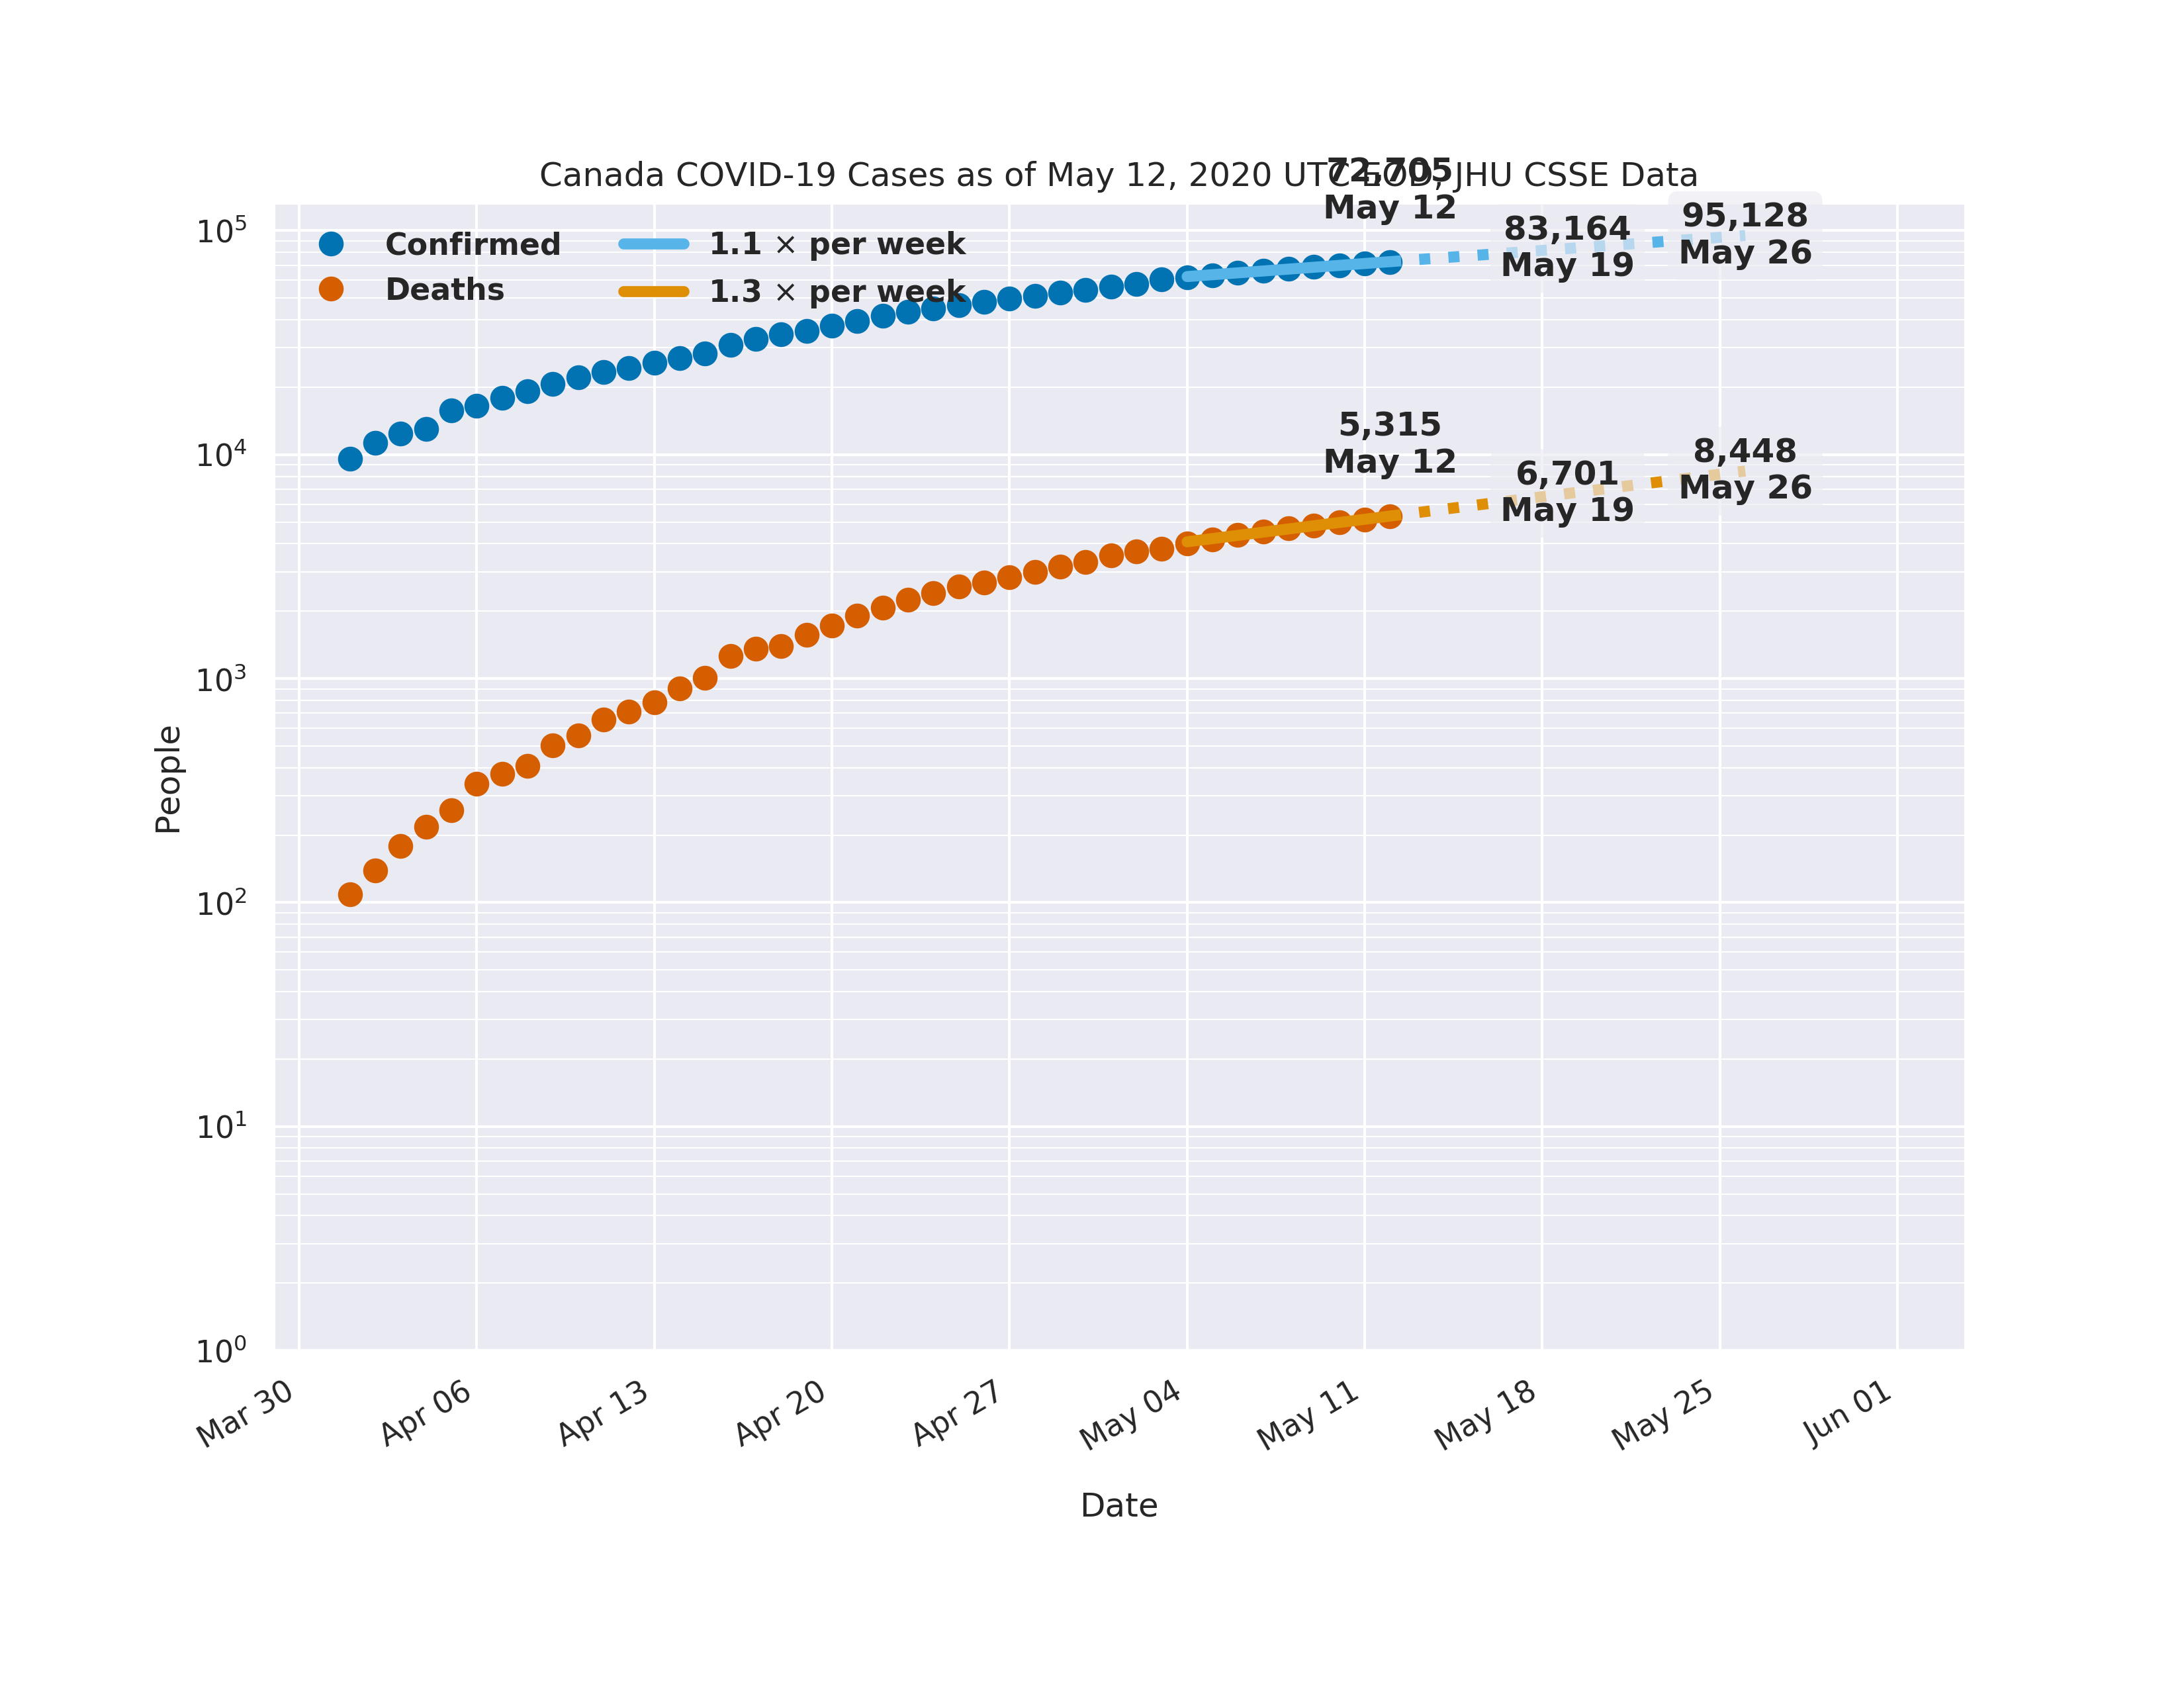 Canada COVID-19 Cases as of May 12, 2020 UTC EOD, JHU CSSE Data
72,705
May 12
83,164
May 19
95,128
May 26
Confirmed
Deaths
1.1 × per week
1.3 × per week
5,315
May 12
6,701
May 19
8,448
May 26
People
10⁵
10⁴
10³
10²
10¹
10⁰
Mar 30
Apr 06
Apr 13
Apr 20
Apr 27
May 04
May 11
May 18
May 25
Jun 01
Date